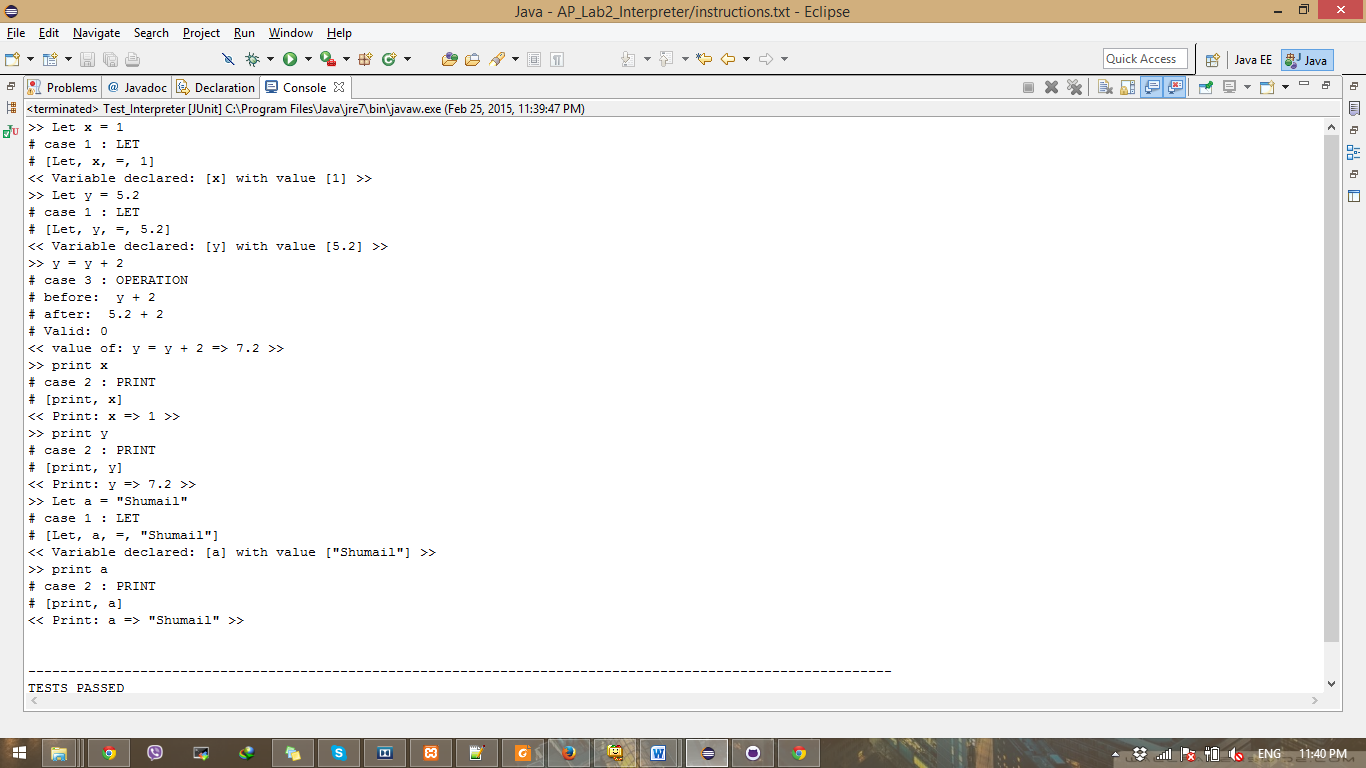 Java - AP_Lab2_Interpreter/instructions.txt - Eclipse
File Edit Navigate Search Project Run Window Help
Quick Access Java EE Java
Problems @ Javadoc Declaration Console
<terminated> Test_Interpreter [JUnit] C:\Program Files\Java\jre7\bin\javaw.exe (Feb 25, 2015, 11:39:47 PM)
>> Let x = 1
# case 1 : LET
# [Let, x, =, 1]
<< Variable declared: [x] with value [1] >>
>> Let y = 5.2
# case 1 : LET
# [Let, y, =, 5.2]
<< Variable declared: [y] with value [5.2] >>
>> y = y + 2
# case 3 : OPERATION
# before:  y + 2
# after:  5.2 + 2
# Valid: 0
<< value of: y = y + 2 => 7.2 >>
>> print x
# case 2 : PRINT
# [print, x]
<< Print: x => 1 >>
>> print y
# case 2 : PRINT
# [print, y]
<< Print: y => 7.2 >>
>> Let a = "Shumail"
# case 1 : LET
# [Let, a, =, "Shumail"]
<< Variable declared: [a] with value ["Shumail"] >>
>> print a
# case 2 : PRINT
# [print, a]
<< Print: a => "Shumail" >>
------------------------------------------------------------------------------------------------------------
TESTS PASSED
ENG 11:40 PM